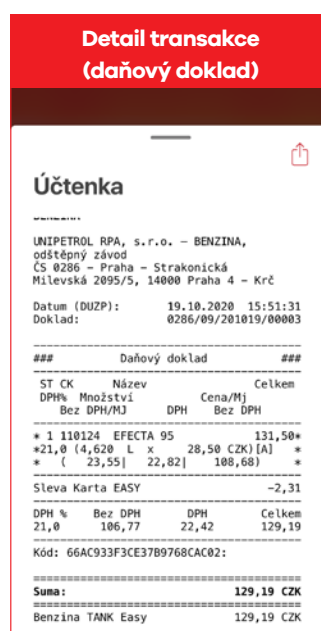 Detail transakce
(daňový doklad)
Účtenka
UNIPETROL RPA, s.r.o. – BENZINA,
odštěpný závod
ČS 0286 – Praha – Strakonická
Milevská 2095/5, 14000 Praha 4 – Krč
Datum (DUZP): 19.10.2020 15:51:31
Doklad: 0286/09/201019/00003
### Daňový doklad ###
ST CK Název Celkem
DPH% Množství Cena/Mj
Bez DPH/MJ DPH Bez DPH
* 1 110124 EFECTA 95 131,50*
*21,0 (4,620 L x 28,50 CZK)[A] *
* ( 23,55| 22,82| 108,68) *
Sleva Karta EASY -2,31
DPH % Bez DPH DPH Celkem
21,0 106,77 22,42 129,19
Kód: 66AC933F3CE37B9768CAC02:
Suma: 129,19 CZK
Benzina TANK Easy 129,19 CZK